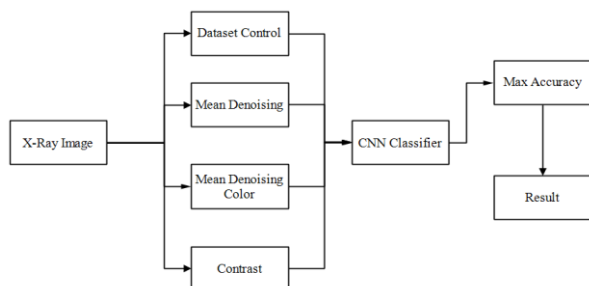 Dataset Control
Mean Denoising
X-Ray Image
Mean Denoising
Color
Contrast
CNN Classifier
Max Accuracy
Result